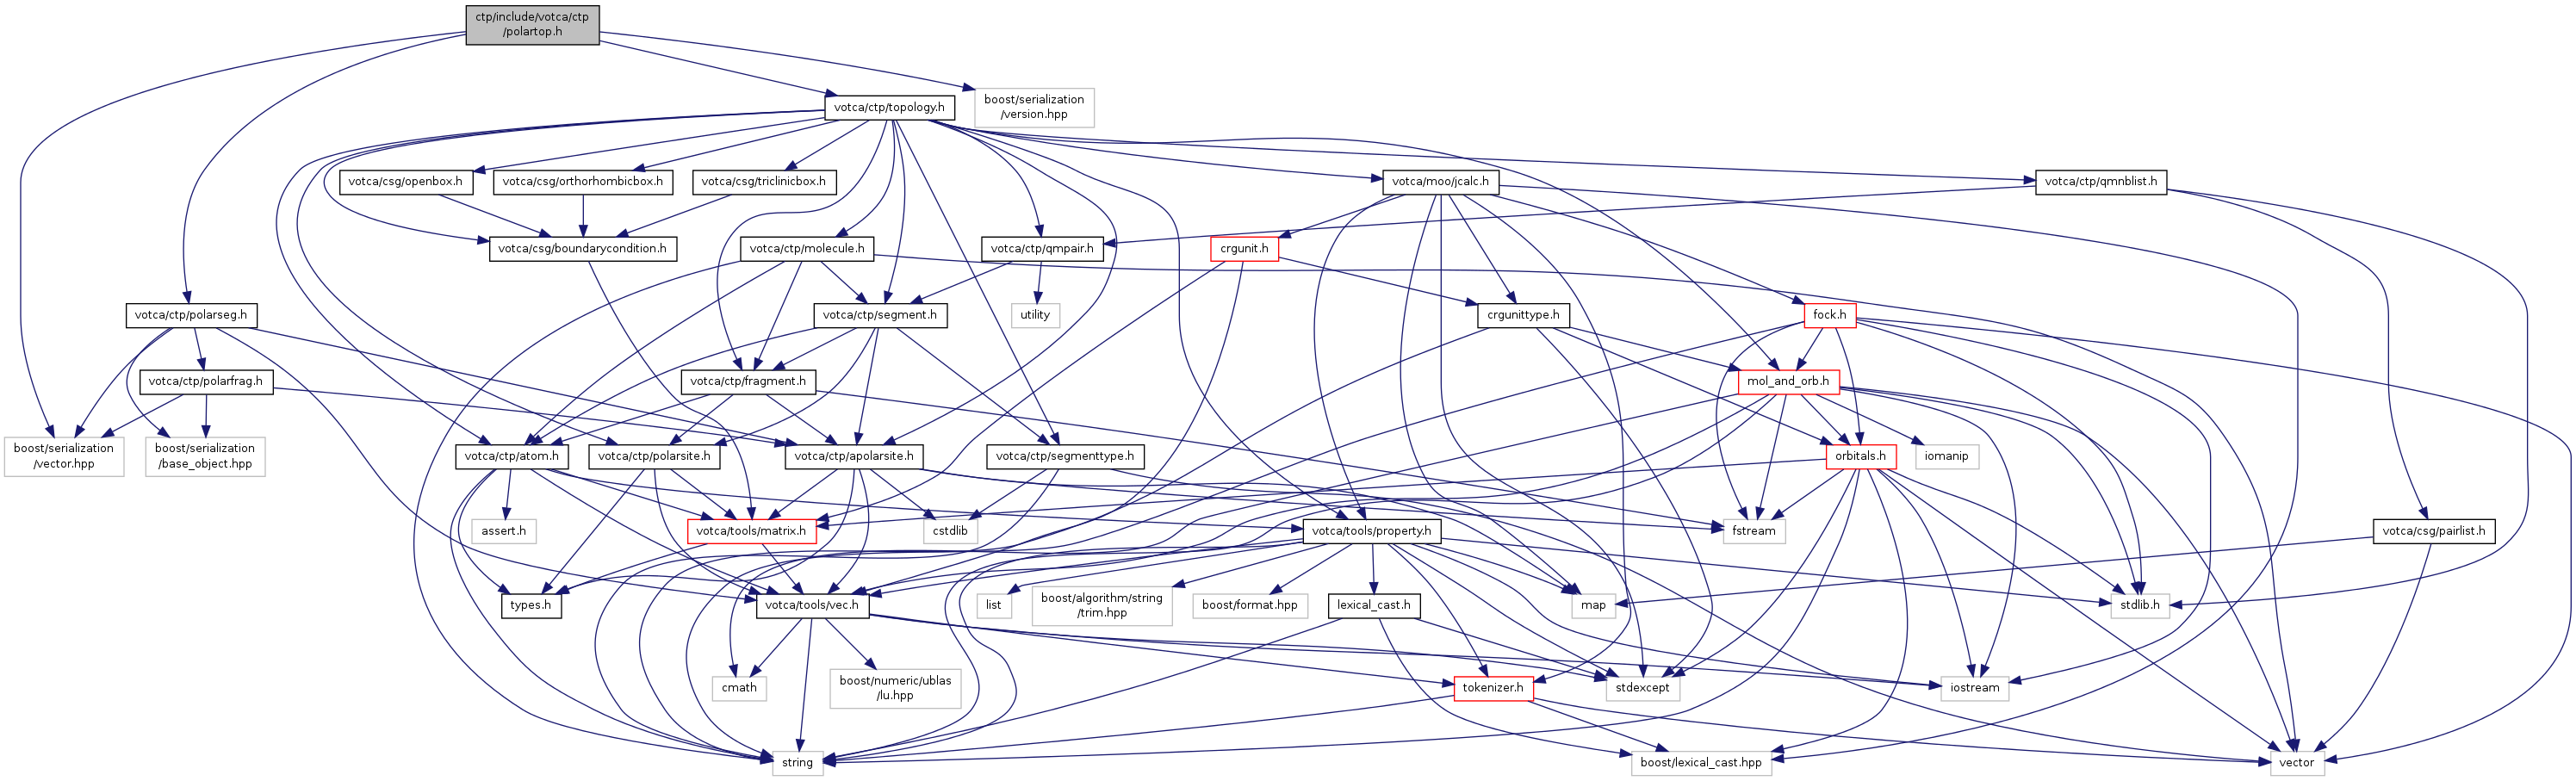 ctp/include/votca/ctp
/polartop.h
votca/ctp/topology.h
boost/serialization
/version.hpp
votca/csg/openbox.h
votca/csg/orthorhombicbox.h
votca/csg/triclinicbox.h
votca/moo/jcalc.h
votca/ctp/qmnblist.h
votca/csg/boundarycondition.h
votca/ctp/molecule.h
votca/ctp/qmpair.h
crgunit.h
votca/ctp/polarseg.h
votca/ctp/segment.h
utility
crgunittype.h
fock.h
votca/ctp/polarfrag.h
votca/ctp/fragment.h
mol_and_orb.h
boost/serialization
/vector.hpp
boost/serialization
/base_object.hpp
votca/ctp/atom.h
votca/ctp/polarsite.h
votca/ctp/apolarsite.h
votca/ctp/segmenttype.h
orbitals.h
iomanip
assert.h
votca/tools/matrix.h
cstdlib
votca/tools/property.h
fstream
votca/csg/pairlist.h
types.h
votca/tools/vec.h
list
boost/algorithm/string
/trim.hpp
boost/format.hpp
lexical_cast.h
map
stdlib.h
cmath
boost/numeric/ublas
/lu.hpp
tokenizer.h
stdexcept
iostream
string
boost/lexical_cast.hpp
vector